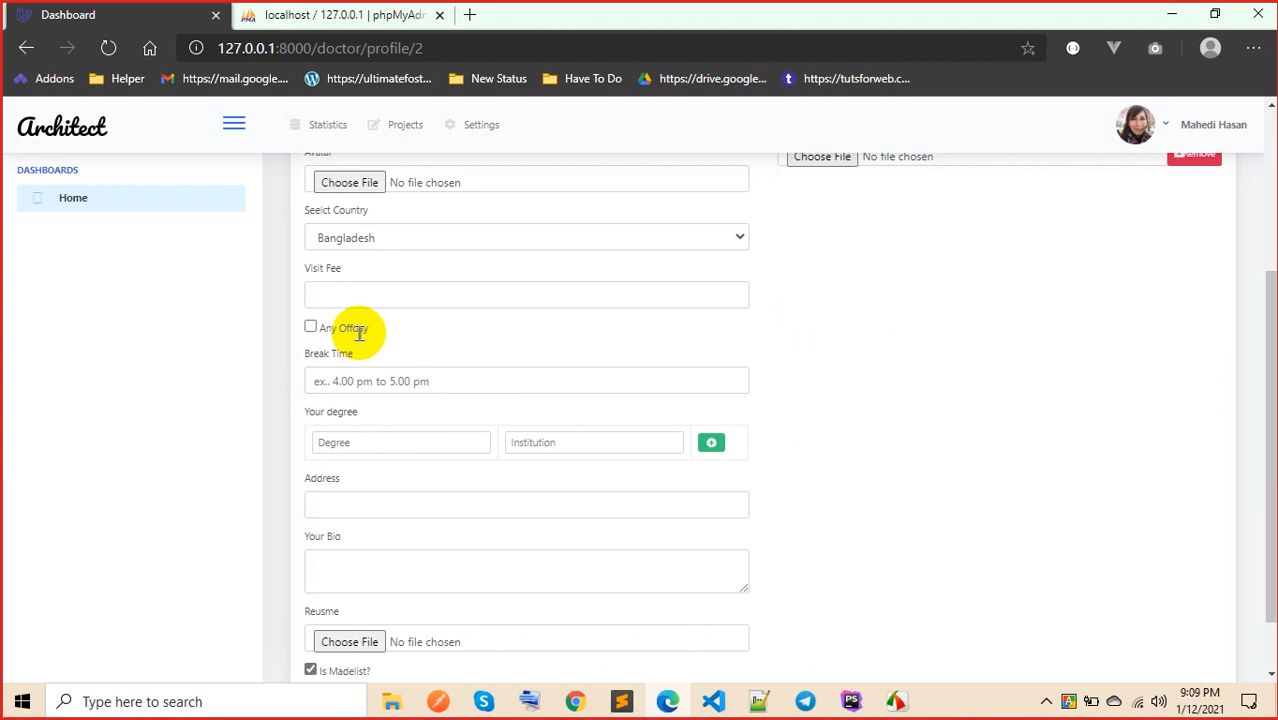 Dashboard
localhost / 127.0.0.1 | phpMyAdn
127.0.0.1:8000/doctor/profile/2
Addons
Helper
https://mail.google....
https://ultimatefost...
New Status
Have To Do
https://drive.google...
https://tutsforweb.c...
Architect
Statistics
Projects
Settings
Mahedi Hasan
DASHBOARDS
Home
Avatar
Choose File No file chosen
Choose File No file chosen
Remove
Seelct Country
Bangladesh
Visit Fee
Any
Break Time
ex.. 4.00 pm to 5.00 pm
Your degree
Degree
Institution
Address
Your Bio
Reusme
Choose File No file chosen
Is Madelist?
Type here to search
9:09 PM
1/12/2021